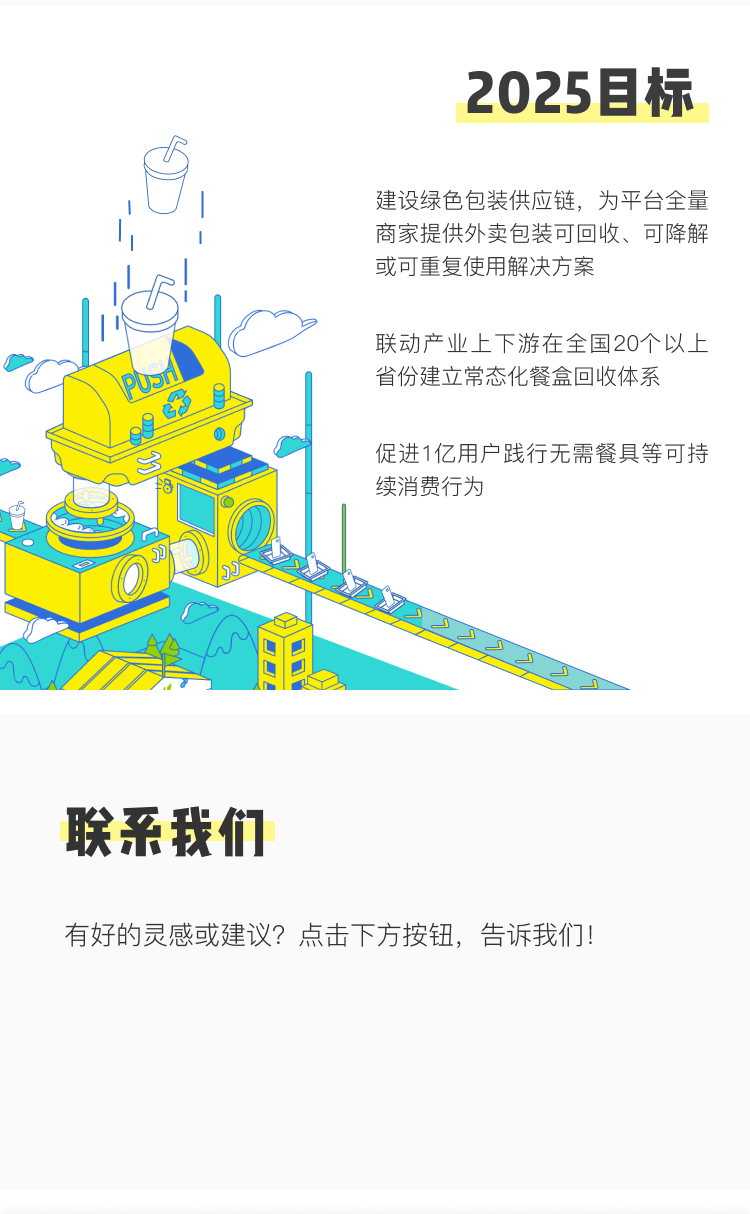 2025目标
建设绿色包装供应链，为平台全量
商家提供外卖包装可回收、可降解
或可重复使用解决方案
联动产业上下游在全国20个以上
省份建立常态化餐盒回收体系
促进1亿用户践行无需餐具等可持
续消费行为
PUSH
联系我们
有好的灵感或建议？点击下方按钮，告诉我们！